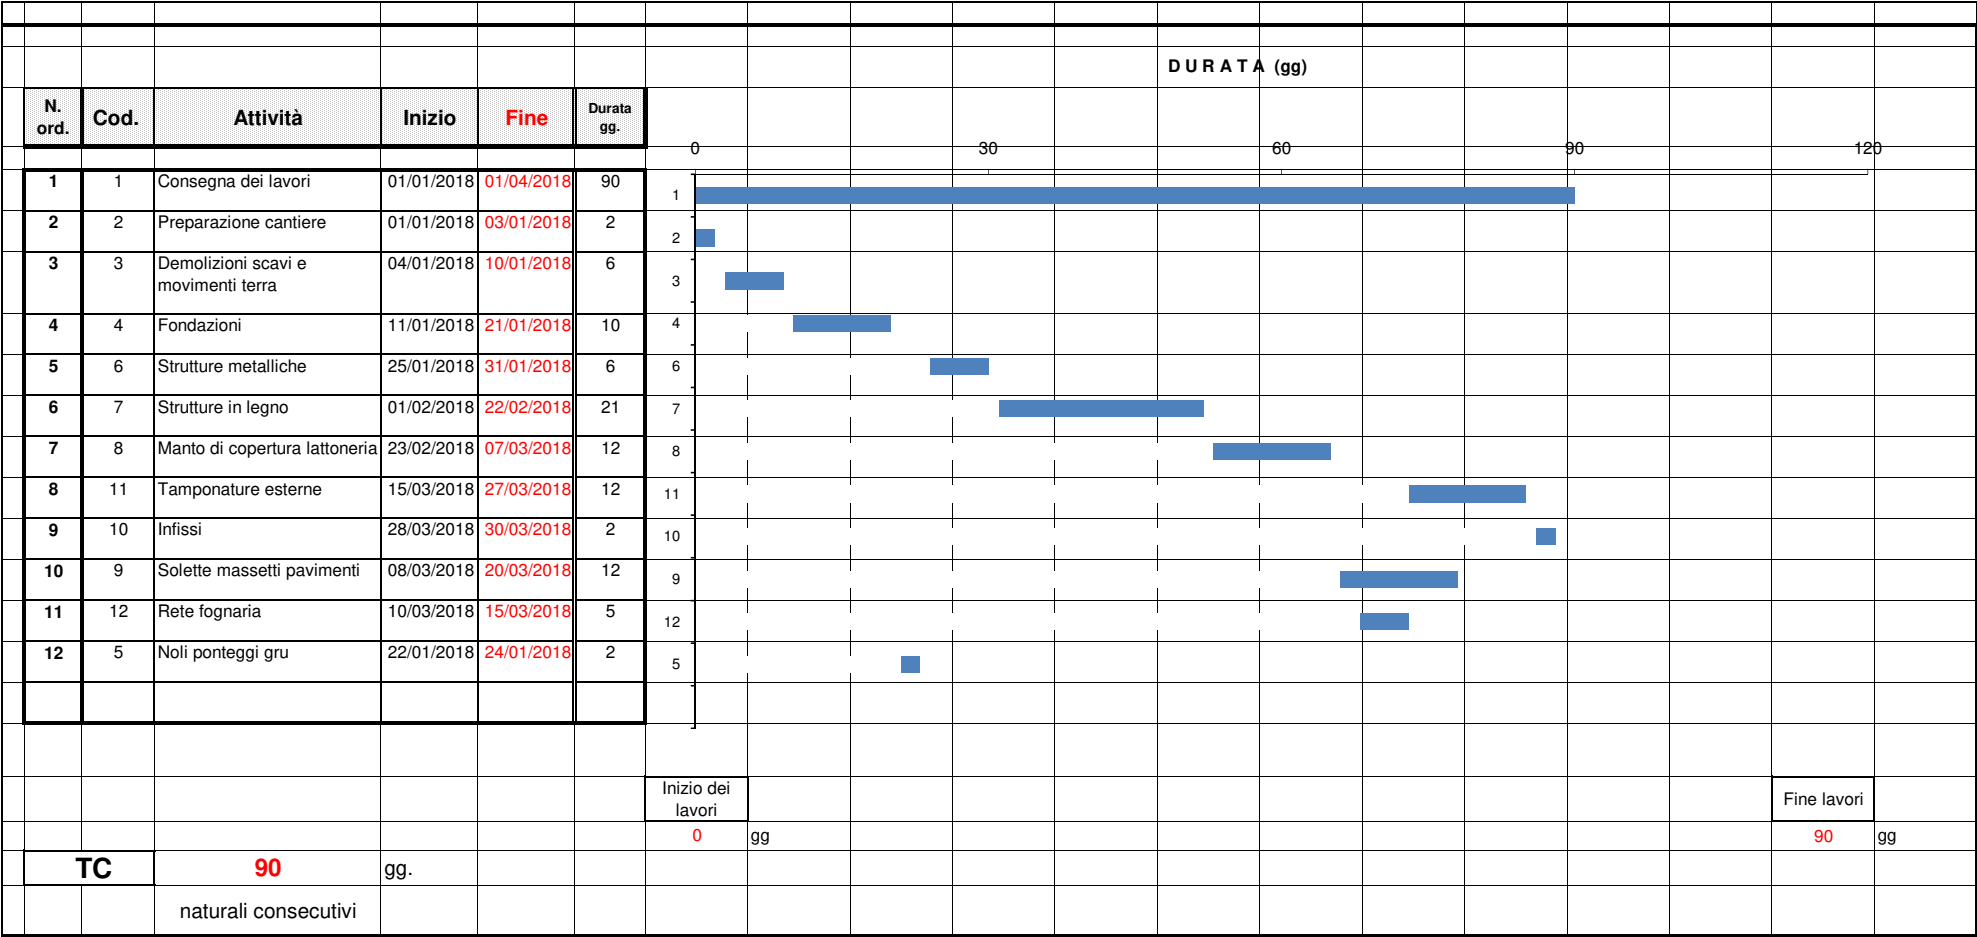 D U R A T A (gg)
N. ord. Cod. Attività Inizio Fine Durata gg.
0 30 60 90 120
1 1 Consegna dei lavori 01/01/2018 01/04/2018 90 1
2 2 Preparazione cantiere 01/01/2018 03/01/2018 2 2
3 3 Demolizioni scavi e 04/01/2018 10/01/2018 6 3
movimenti terra
4 4 Fondazioni 11/01/2018 21/01/2018 10 4
5 6 Strutture metalliche 25/01/2018 31/01/2018 6 6
6 7 Strutture in legno 01/02/2018 22/02/2018 21 7
7 8 Manto di copertura lattoneria 23/02/2018 07/03/2018 12 8
8 11 Tamponature esterne 15/03/2018 27/03/2018 12 11
9 10 Infissi 28/03/2018 30/03/2018 2 10
10 9 Solette massetti pavimenti 08/03/2018 20/03/2018 12 9
11 12 Rete fognaria 10/03/2018 15/03/2018 5 12
12 5 Noli ponteggi gru 22/01/2018 24/01/2018 2 5
Inizio dei
lavori
Fine lavori
0 gg 90 gg
TC 90 gg.
naturali consecutivi